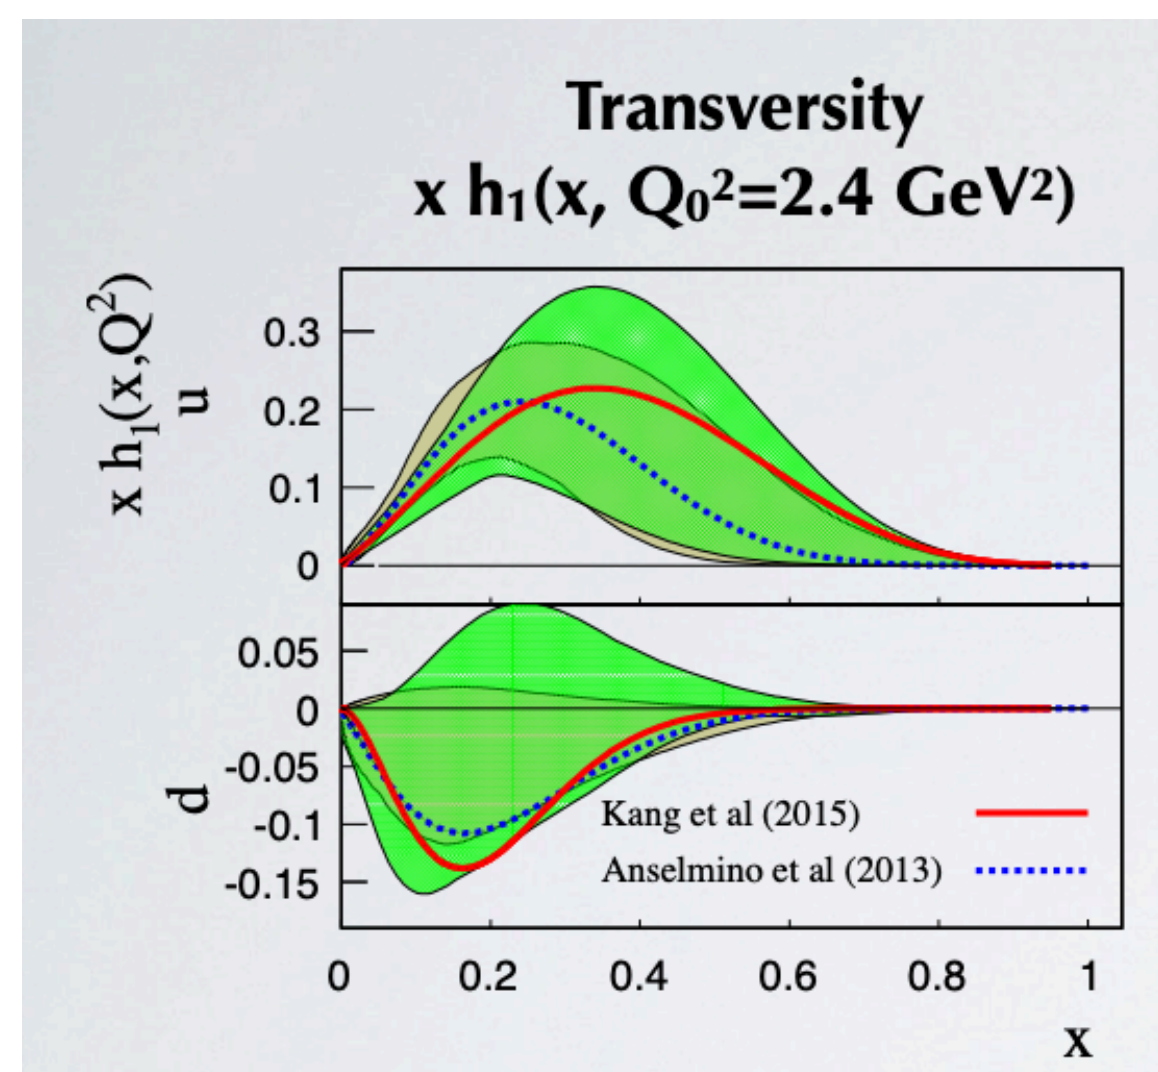 Transversity
x h₁(x, Q₀²=2.4 GeV²)
x h₁(x,Q²)
u
0.3
0.2
0.1
0
d
0.05
0
-0.05
-0.1
-0.15
Kang et al (2015)
Anselmino et al (2013)
0 0.2 0.4 0.6 0.8 1
x